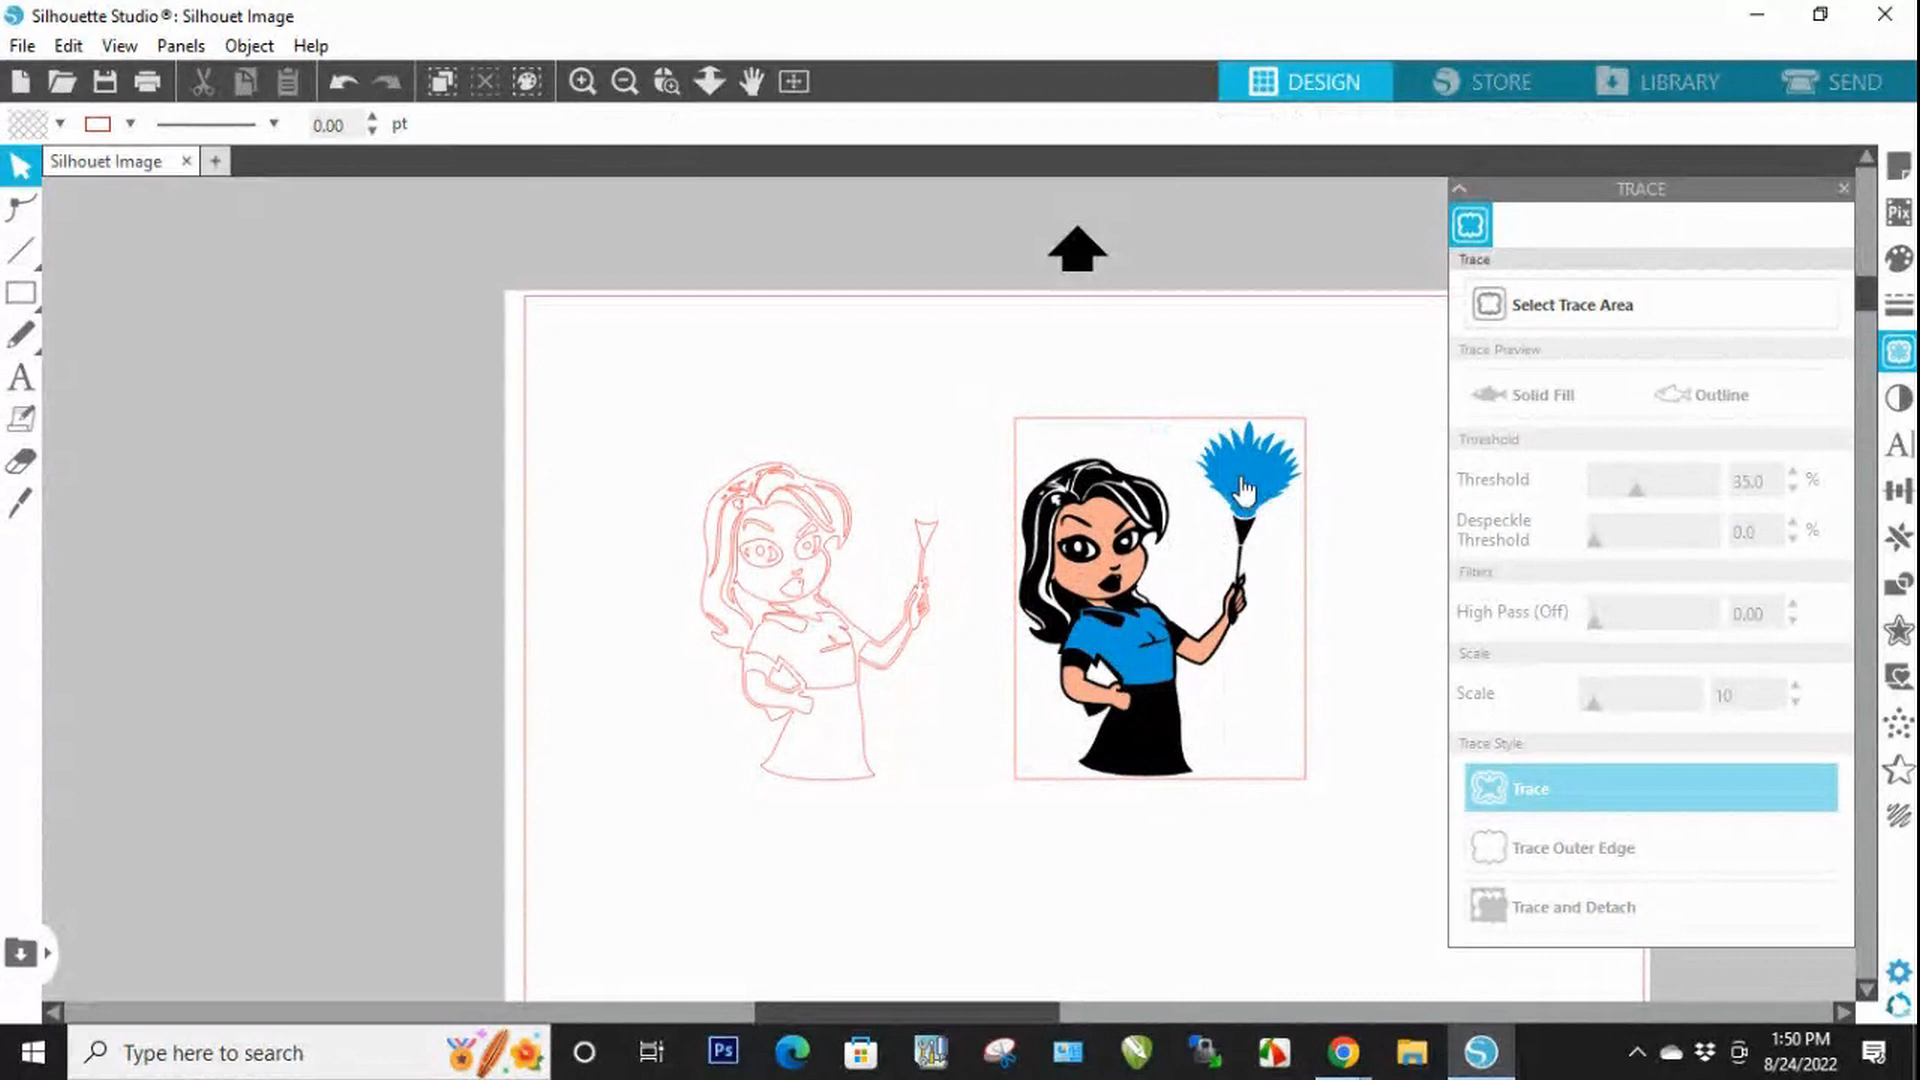 Silhouette Studio®: Silhouet Image
File Edit View Panels Object Help
DESIGN STORE LIBRARY SEND
0.00 pt
Silhouet Image
TRACE
Trace
Select Trace Area
Trace Preview
Solid Fill Outline
Threshold
Threshold 35.0 %
Despeckle
Threshold 0.0 %
Filters
High Pass (Off) 0.00
Scale
Scale 10
Trace Style
Trace
Trace Outer Edge
Trace and Detach
Pix
A
A
Type here to search
Ps
1:50 PM
8/24/2022